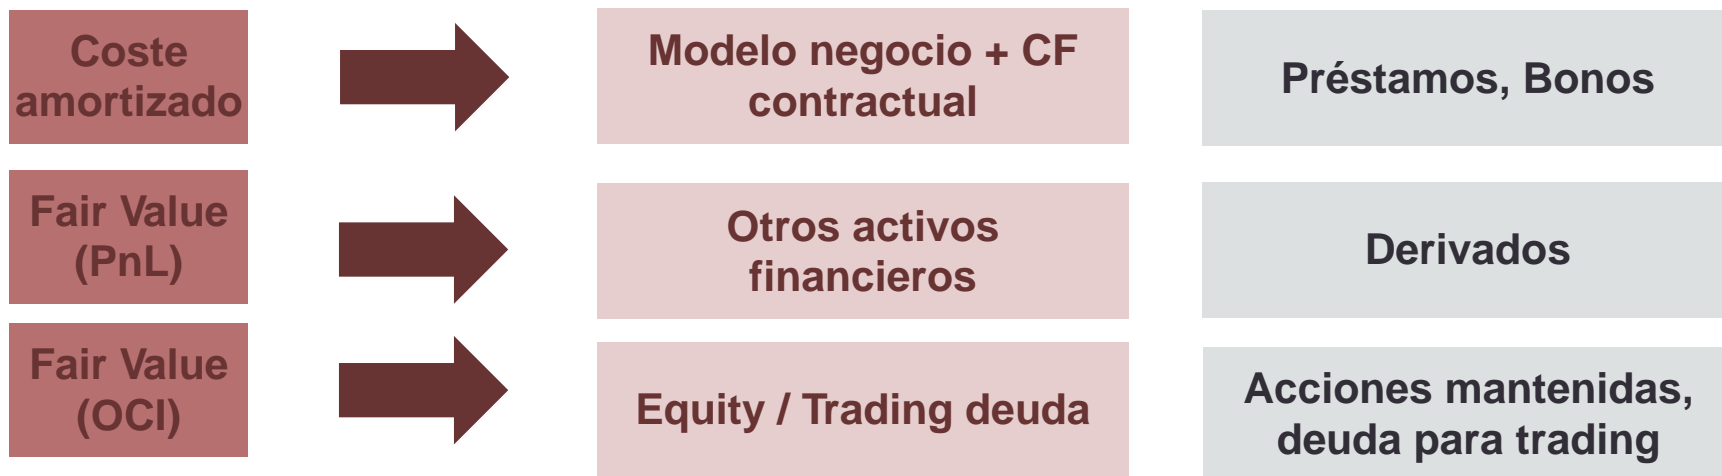 Coste
amortizado
Modelo negocio + CF
contractual
Préstamos, Bonos
Fair Value
(PnL)
Otros activos
financieros
Derivados
Fair Value
(OCI)
Equity / Trading deuda
Acciones mantenidas,
deuda para trading